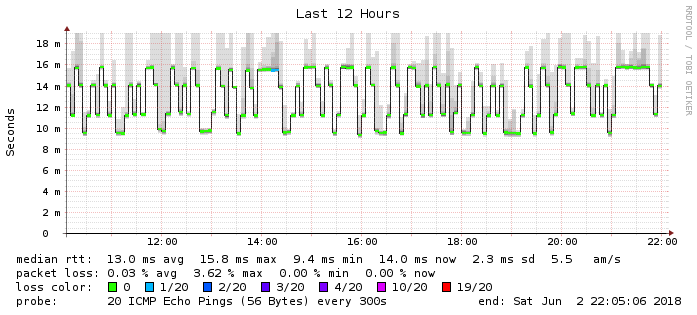 Last 12 Hours
RRDTOOL / TOBI OETIKER
Seconds
18 m
16 m
14 m
12 m
10 m
8 m
6 m
4 m
2 m
0
12:00 14:00 16:00 18:00 20:00 22:00
median rtt: 13.0 ms avg 15.8 ms max 9.4 ms min 14.0 ms now 2.3 ms sd 5.5 am/s
packet loss: 0.03 % avg 3.62 % max 0.00 % min 0.00 % now
loss color: 0 1/20 2/20 3/20 4/20 10/20 19/20
probe: 20 ICMP Echo Pings (56 Bytes) every 300s end: Sat Jun 2 22:05:06 2018